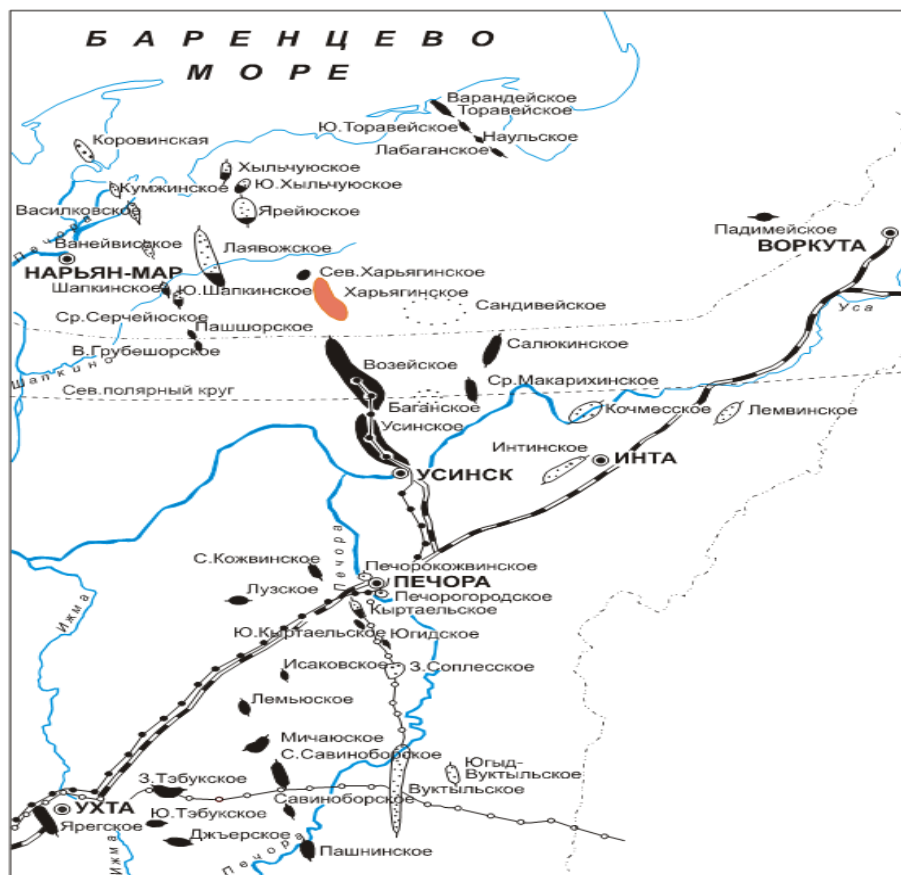 БАРЕНЦЕВО
МОРЕ
Варандейское
Торавейское
Ю.Торавейское
Наульское
Лабаганское
Коровинская
Хыльчуюское
Кумжинское
Ю.Хыльчуюское
Василковское
Ярейюское
Печора
Падимейское
ВОРКУТА
Ванейвисское
Лаявожское
НАРЬЯН-МАР
Сев.Харьягинское
Шапкинское
Ю.Шапкинское
Харьягинское
Сандивейское
Уса
Ср.Серчейюское
Пашшорское
Салюкинское
В.Грубешорское
Возейское
Шапкино
Ср.Макарихинское
Сев.полярный круг
Баганское
Кочмесское
Лемвинское
Усинское
Интинское
ИНТА
УСИНСК
Печора
С.Кожвинское
Печорокожвинское
ПЕЧОРА
Лузское
Печорогородское
Ижма
Кыртаельское
Ю.Кыртаельское
Югидское
Исаковское
З.Соплесское
Лемьюское
Мичаюское
С.Савиноборское
Югыд-
Вуктыльское
З.Тэбукское
Вуктыльское
Савиноборское
УХТА
Ю.Тэбукское
Ярегское
Джъерское
Печора
Пашнинское
Ижма